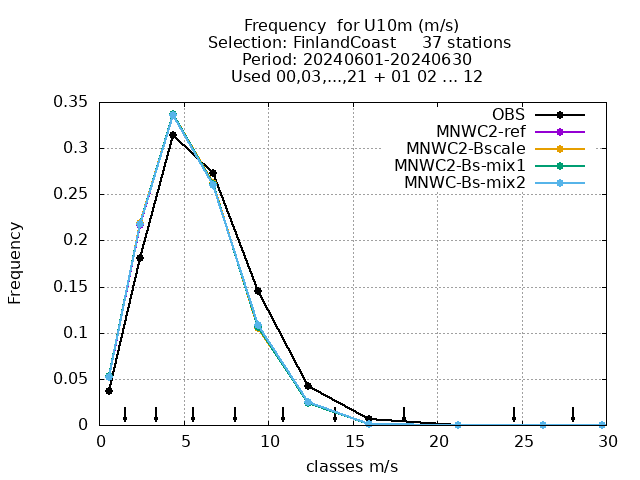 Frequency  for U10m (m/s)
Selection: FinlandCoast     37 stations
Period: 20240601-20240630
Used 00,03,...,21 + 01 02 ... 12
OBS
MNWC2-ref
MNWC2-Bscale
MNWC2-Bs-mix1
MNWC-Bs-mix2
0.35
0.3
0.25
0.2
0.15
0.1
0.05
0
Frequency
0 5 10 15 20 25 30
classes m/s